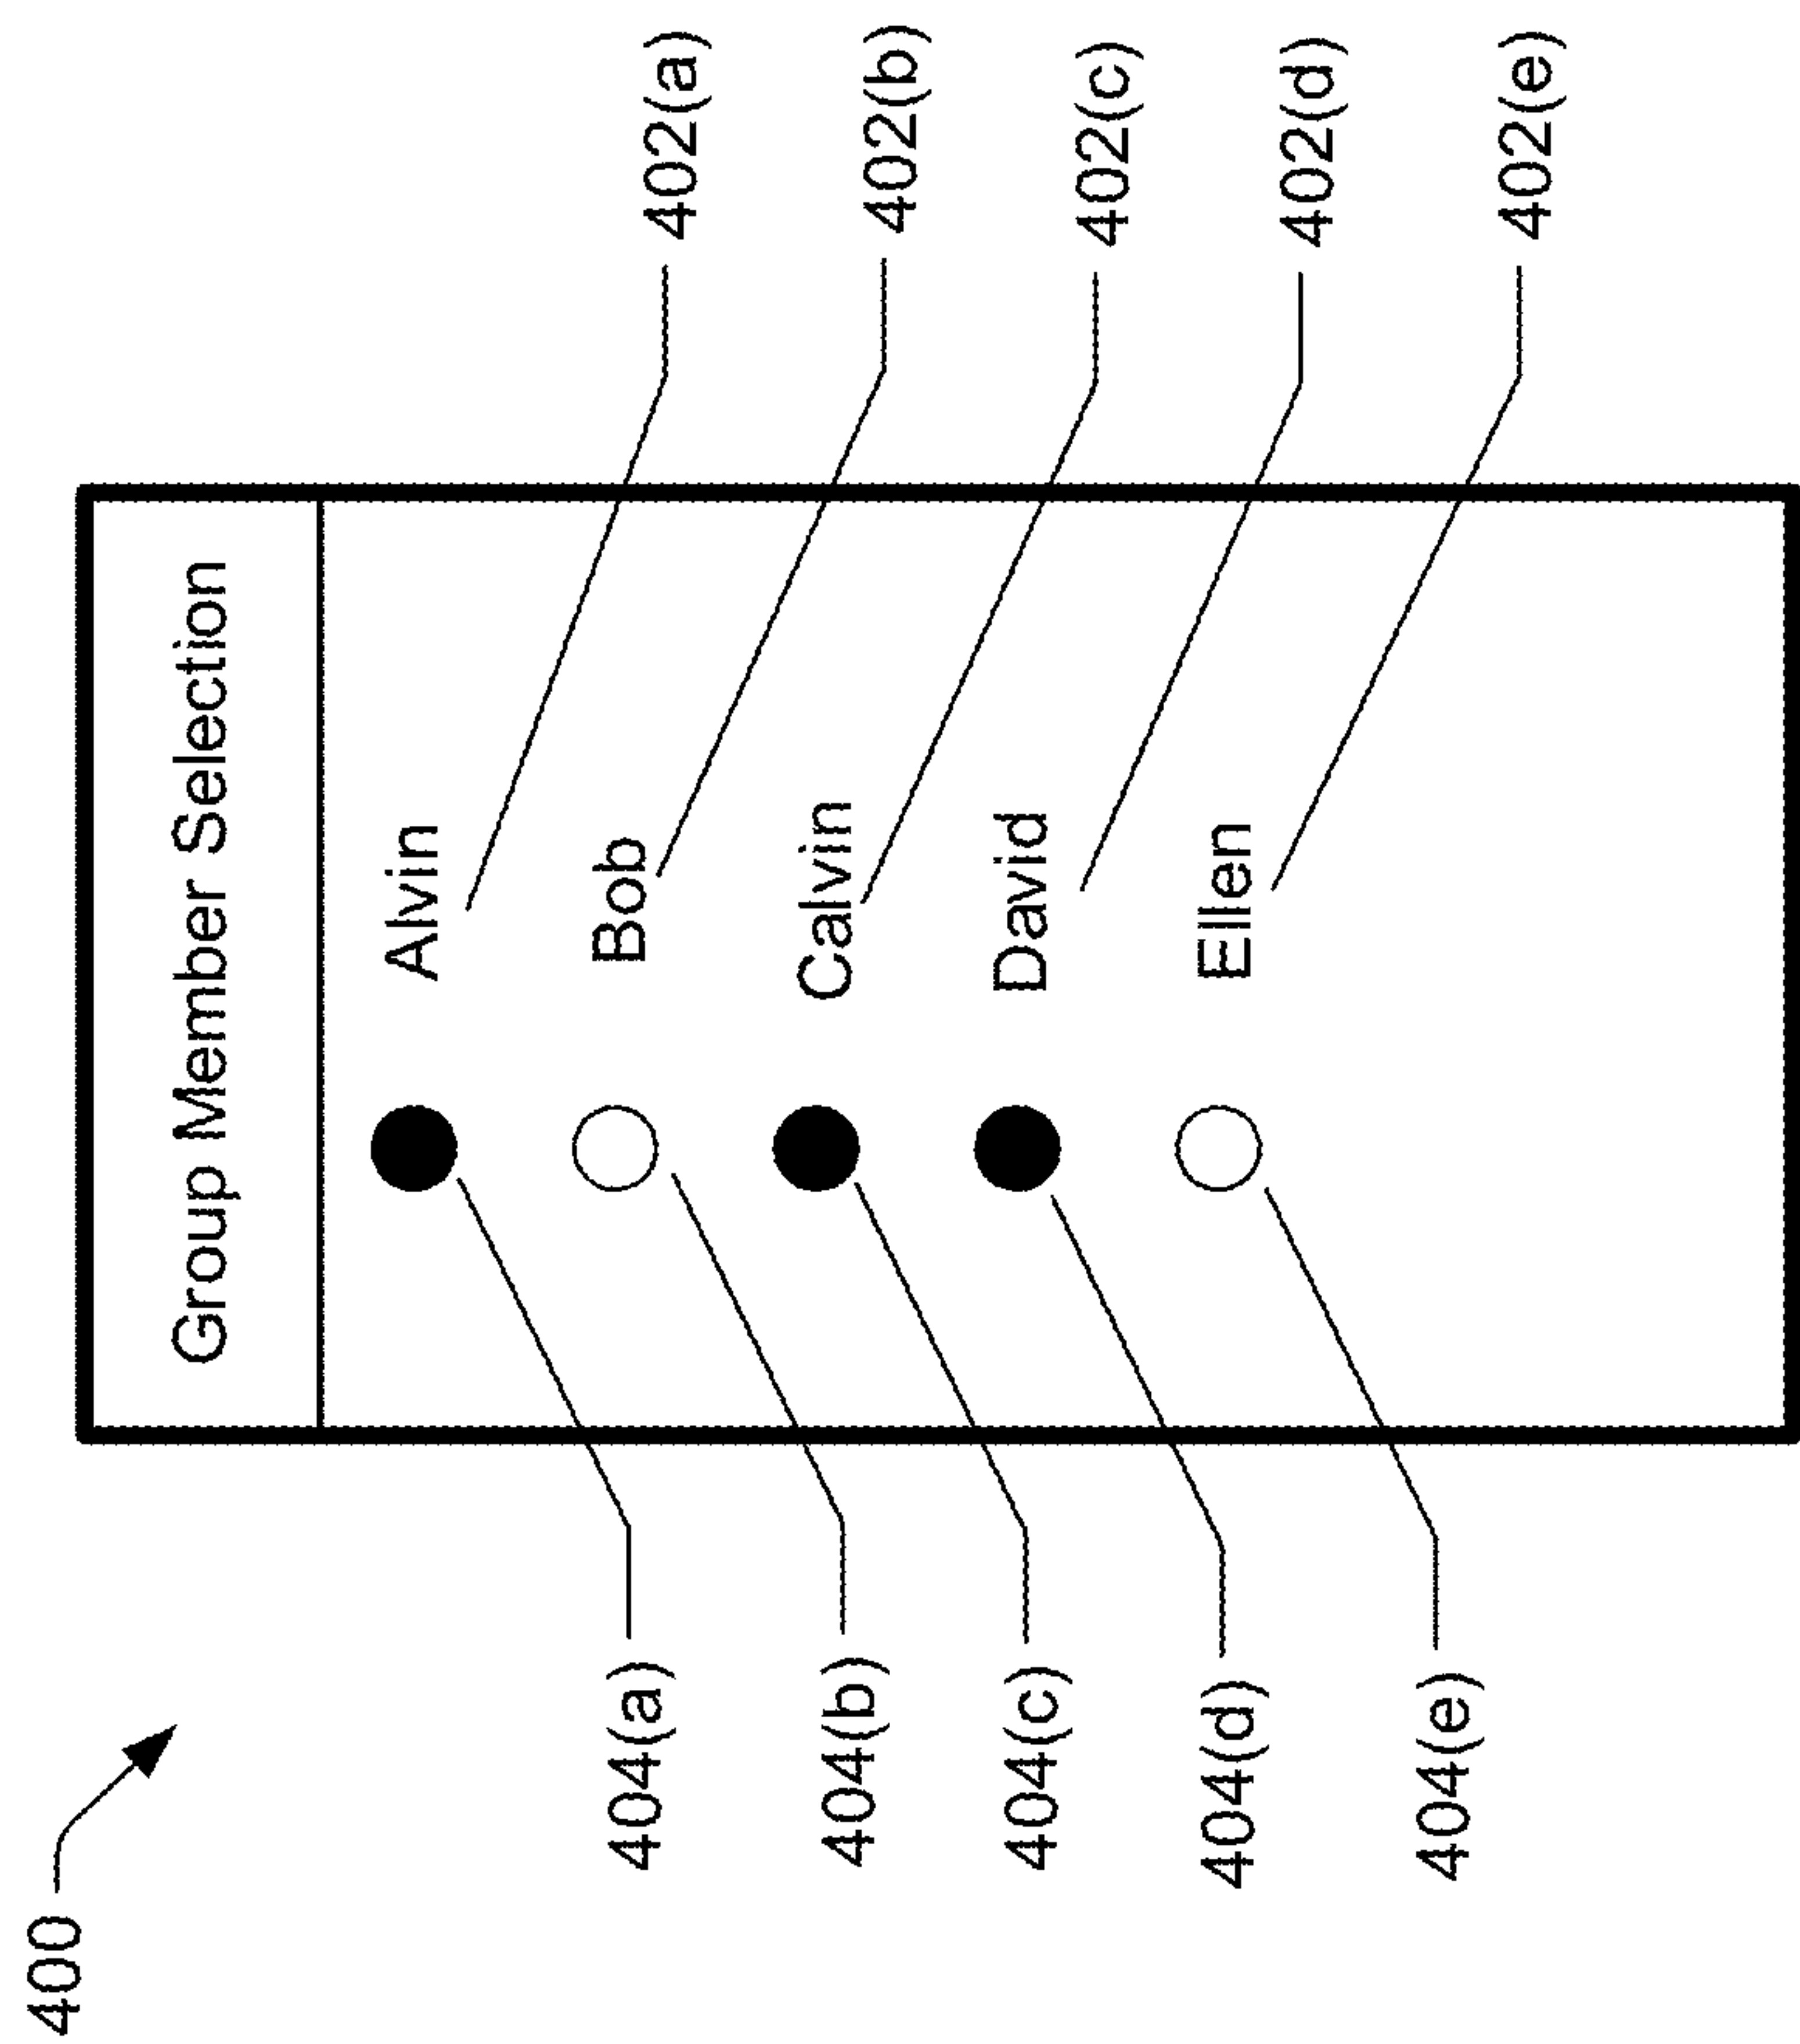 400
Group Member Selection
404(a) Alvin 402(a)
404(b) Bob 402(b)
404(c) Calvin 402(c)
404(d) David 402(d)
404(e) Ellen 402(e)